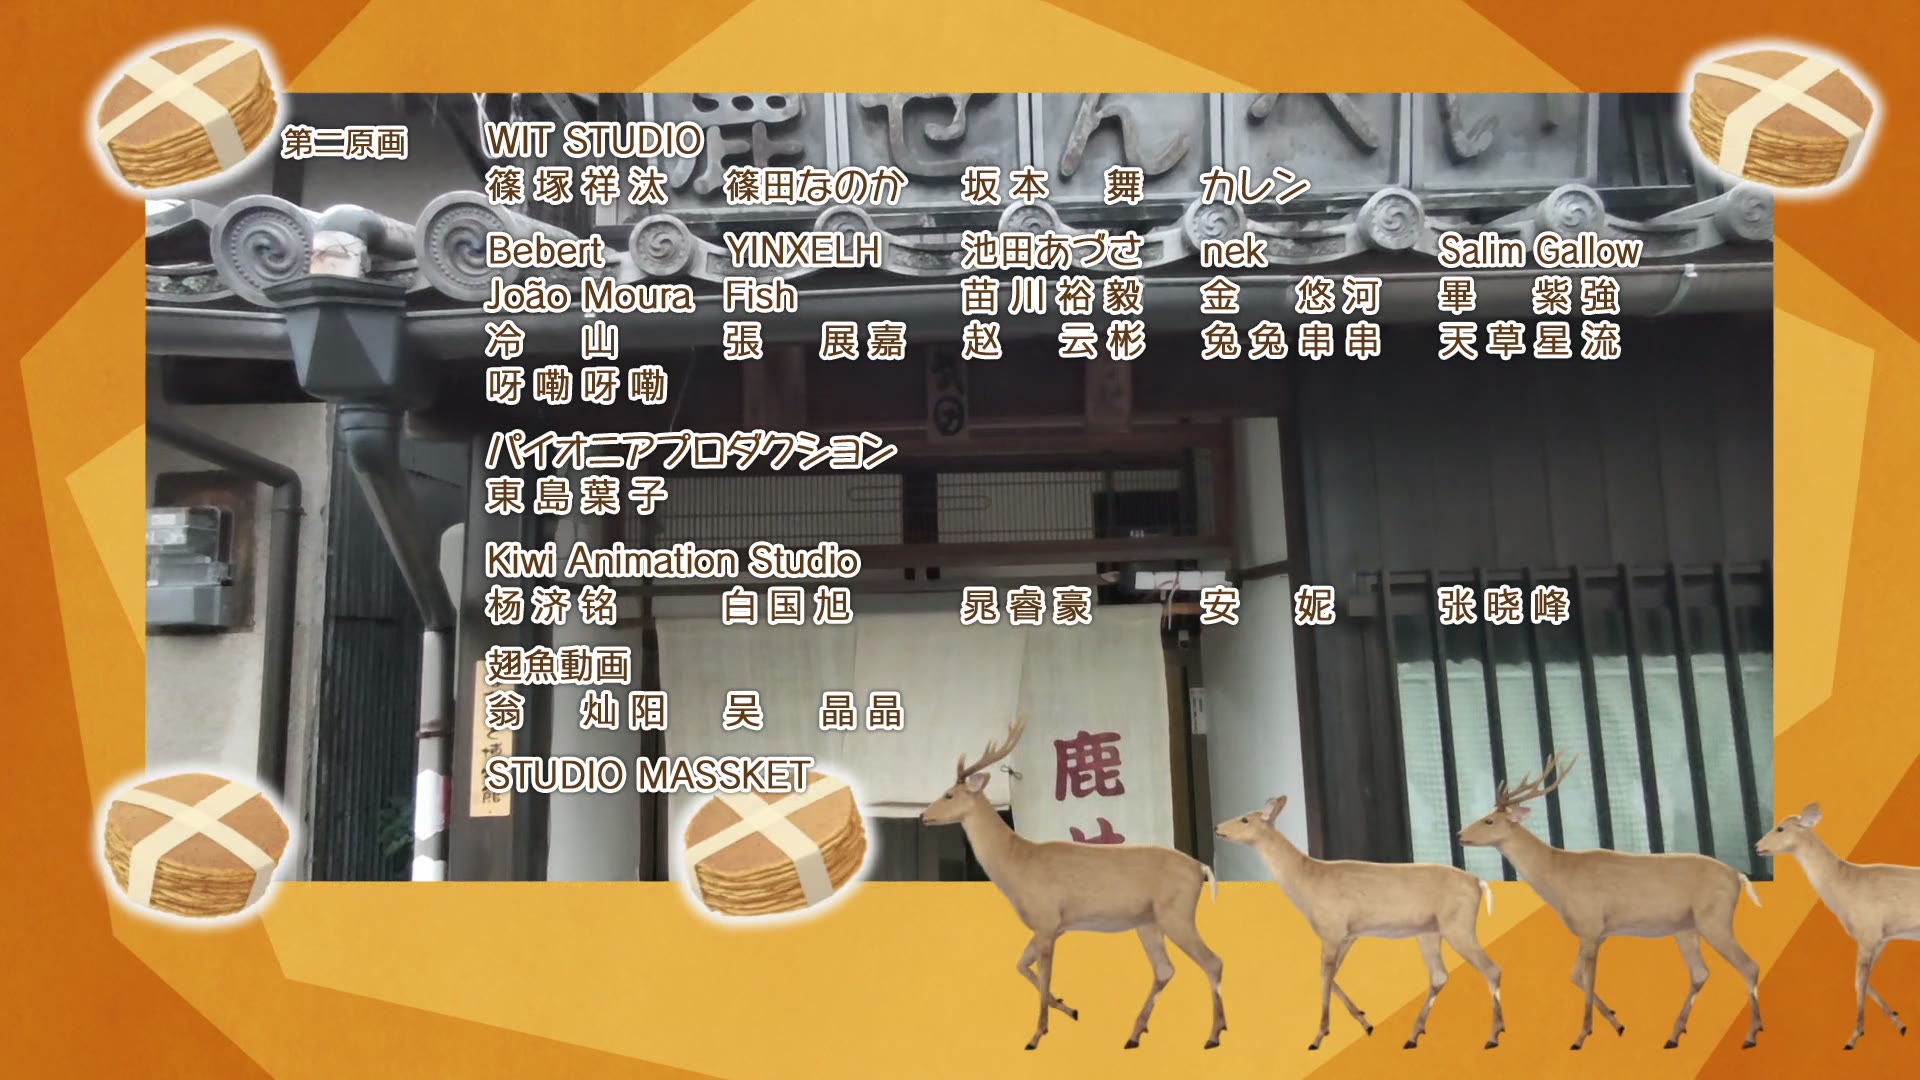 鹿せんべい
第二原画
WIT STUDIO
篠塚祥汰 篠田なのか 坂本 舞 カレン
Bebert YINXELH 池田あづさ nek Salim Gallow
João Moura Fish 苗川裕毅 金 悠河 畢 紫強
冷 山 張 展嘉 赵 云彬 兔兔串串 天草星流
呀嘞呀嘞
パイオニアプロダクション
東島葉子
Kiwi Animation Studio
杨济铭 白国旭 晁睿豪 安 妮 张晓峰
翅魚動画
翁 灿阳 吴 晶晶
STUDIO MASSKET
鹿